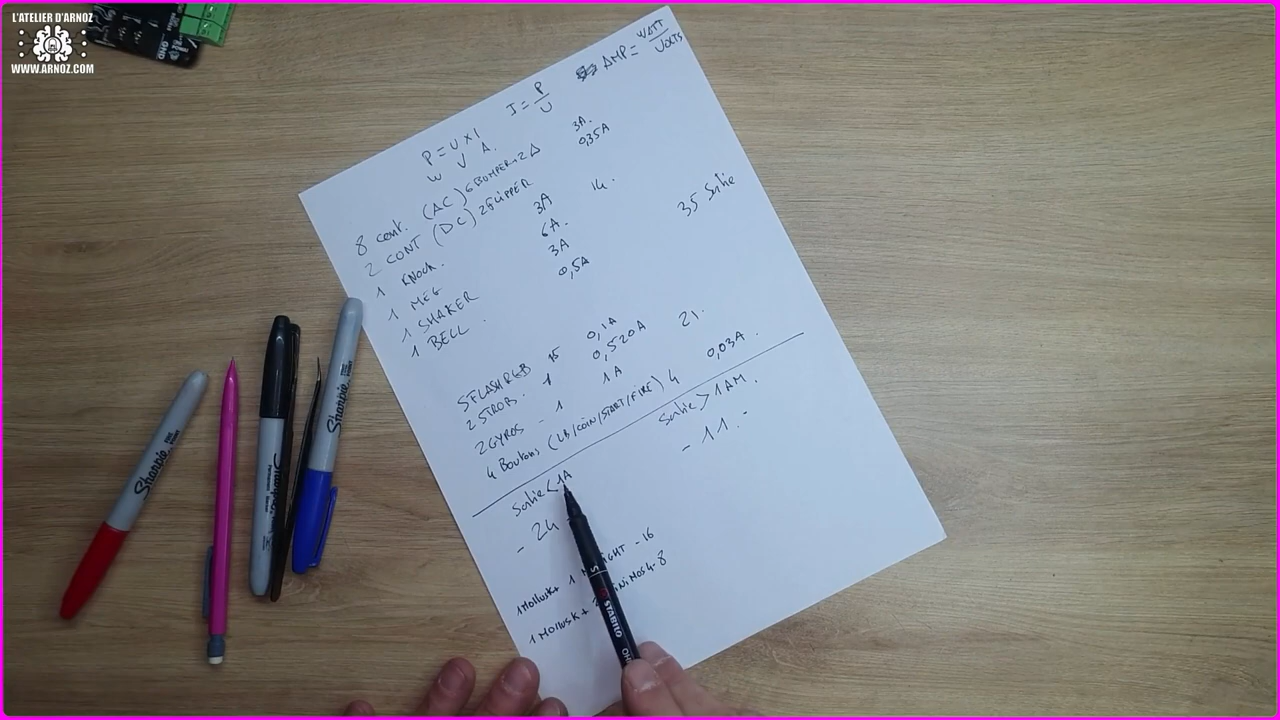 L'ATELIER D'ARNOZ
WWW.ARNOZ.COM
AMP = WATT / VOLTS
I = P / U
P = U X I
W V A.
8 cont. (AC) 6 BUMPER + 2 Δ 3A.
2 CONT (DC) 2 FLIPPER 0,35A
1 KNOCK. 3A 14.
1 MEG 6A.
1 SHAKER 3A
1 BELL. 0,5A
35 Sortie
5 FLASH RGB 15 0,1A
2 STROB. 1 0,520A 21.
2 GYROS - 1 1A
4 Boutons (LB/COIN/START/FIRE) 4 0,03A.
Sortie < 1A
- 24
Sortie > 1 AM.
- 11.
1 MOllusK + 1 - 16
1 MOllusK + 4-8
Sharpie
Sharpie
Sharpie
STABILO
GND